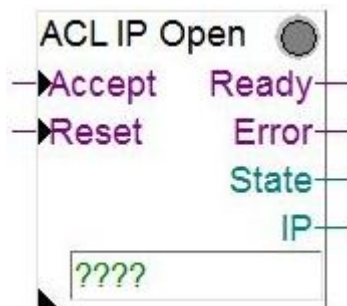 ACL IP Open
Accept Ready
Reset Error
State
IP
????